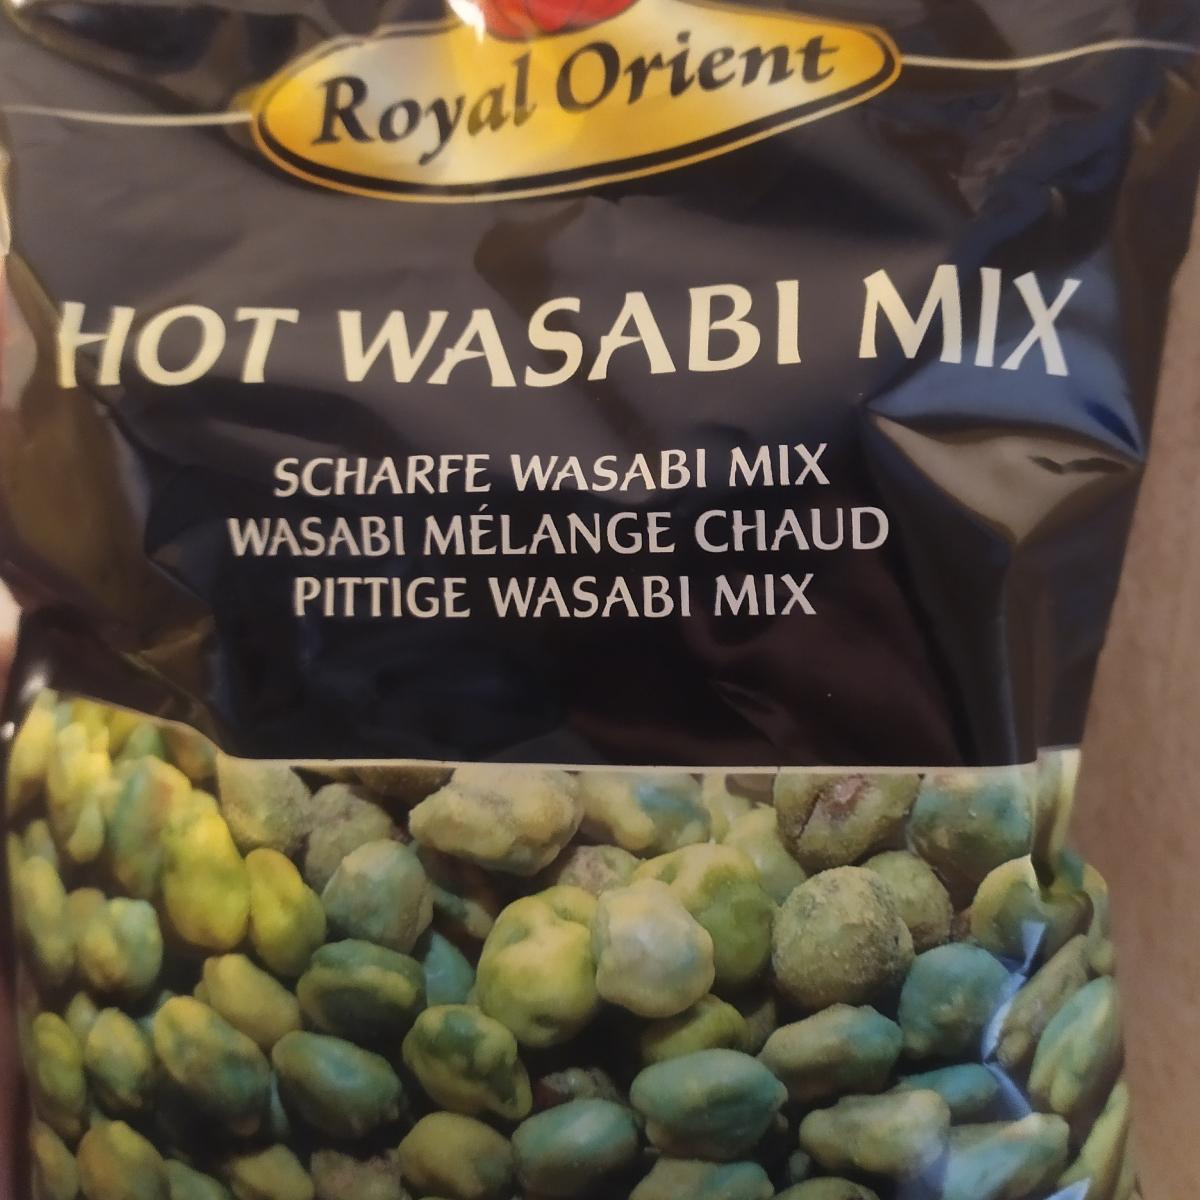 Royal Orient
HOT WASABI MIX
SCHARFE WASABI MIX
WASABI MÉLANGE CHAUD
PITTIGE WASABI MIX